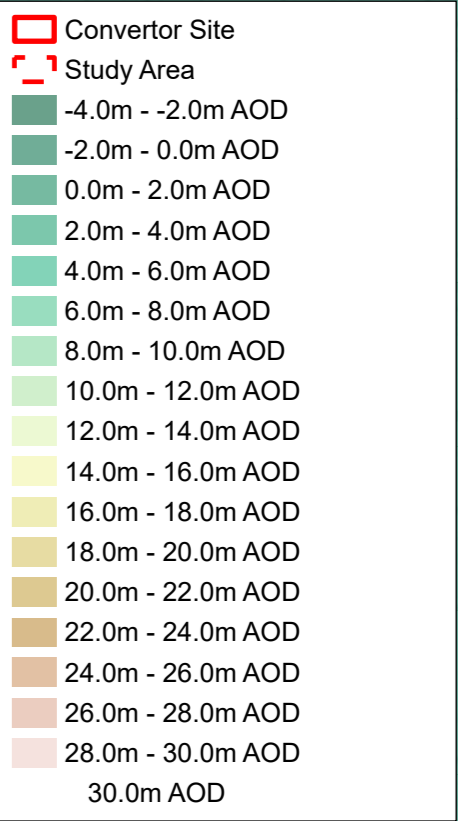 Convertor Site
Study Area
-4.0m - -2.0m AOD
-2.0m - 0.0m AOD
0.0m - 2.0m AOD
2.0m - 4.0m AOD
4.0m - 6.0m AOD
6.0m - 8.0m AOD
8.0m - 10.0m AOD
10.0m - 12.0m AOD
12.0m - 14.0m AOD
14.0m - 16.0m AOD
16.0m - 18.0m AOD
18.0m - 20.0m AOD
20.0m - 22.0m AOD
22.0m - 24.0m AOD
24.0m - 26.0m AOD
26.0m - 28.0m AOD
28.0m - 30.0m AOD
30.0m AOD